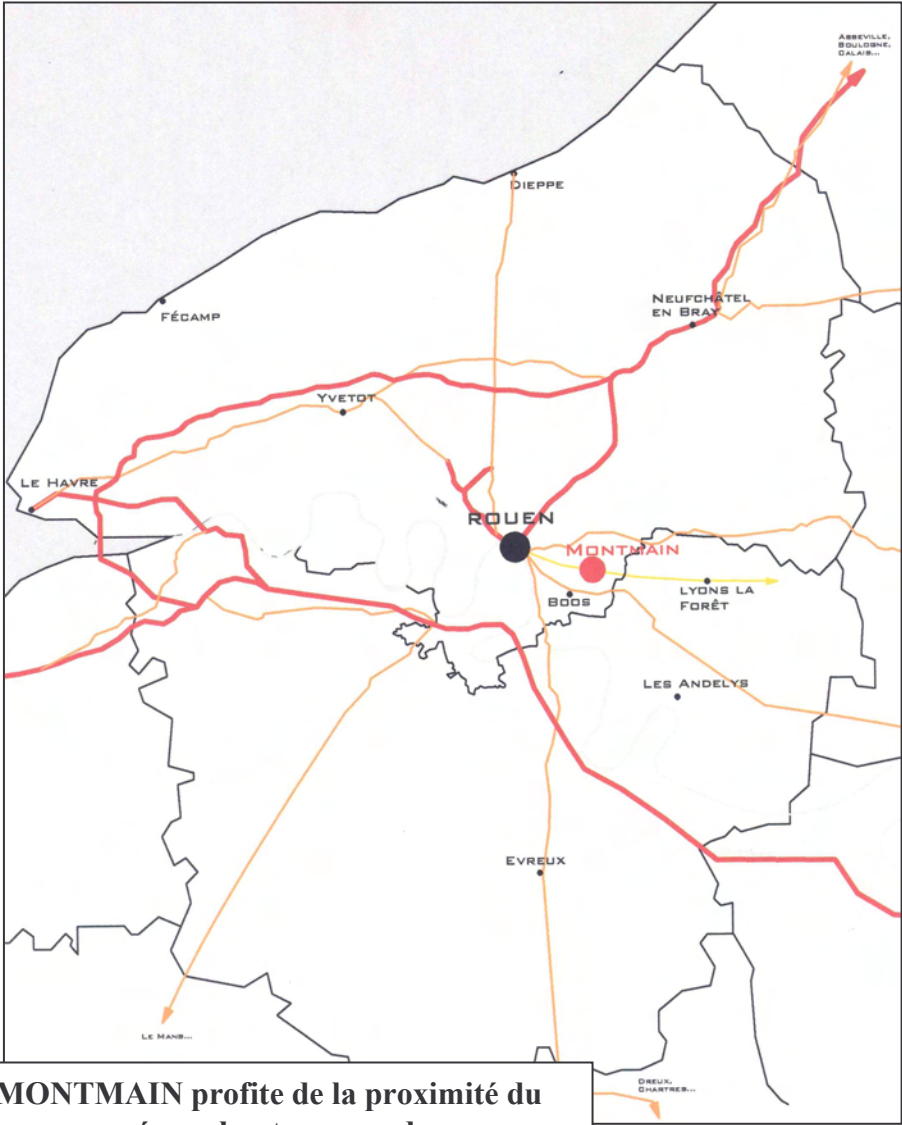 ABBEVILLE,
BOULOGNE,
CALAIS...
DIEPPE
NEUFCHÂTEL
EN BRAY
FÉCAMP
YVETOT
LE HAVRE
ROUEN
MONTMAIN
BOOS
LYONS LA
FORÊT
LES ANDELYS
EVREUX
LE MANS...
DREUX,
CHARTRES...
MONTMAIN profite de la proximité du